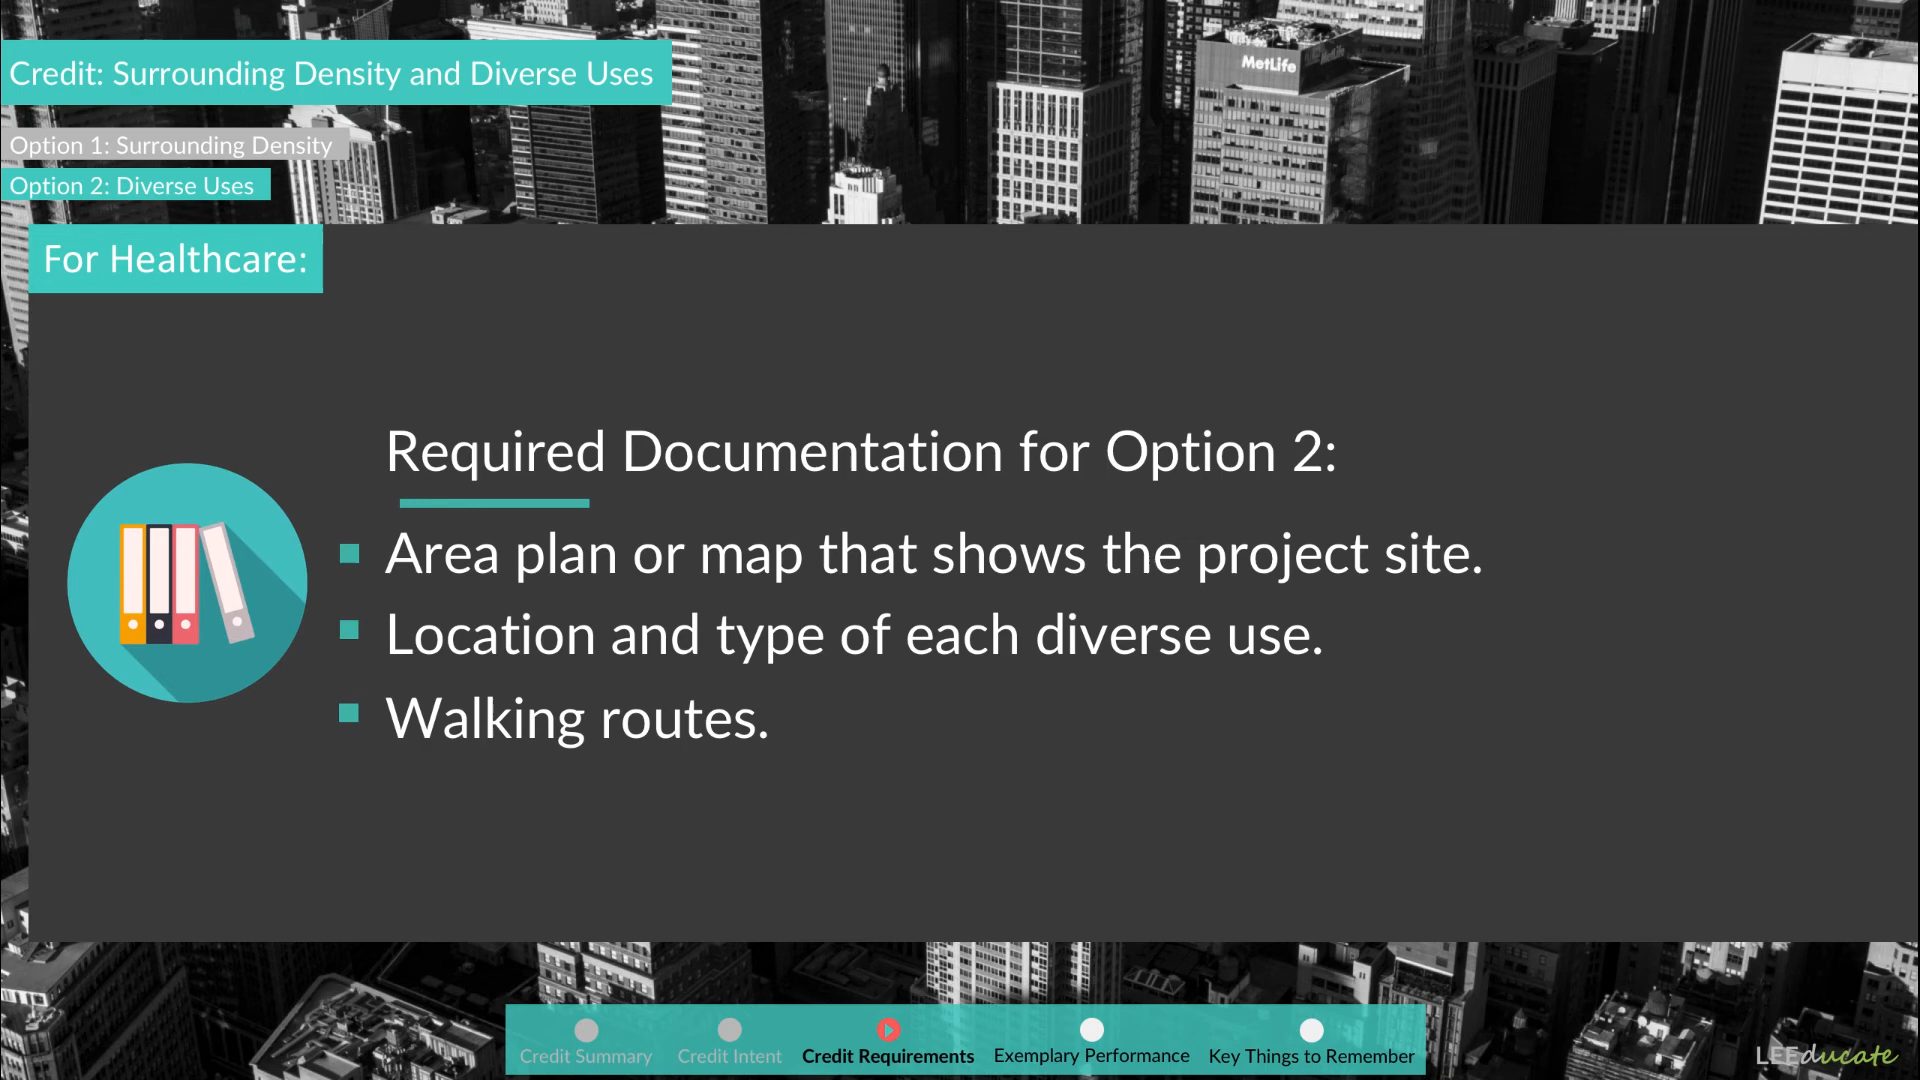 Credit: Surrounding Density and Diverse Uses
MetLife
Option 1: Surrounding Density
Option 2: Diverse Uses
For Healthcare:
Required Documentation for Option 2:
Area plan or map that shows the project site.
Location and type of each diverse use.
Walking routes.
Credit Summary
Credit Intent
Credit Requirements
Exemplary Performance
Key Things to Remember
LEEducate